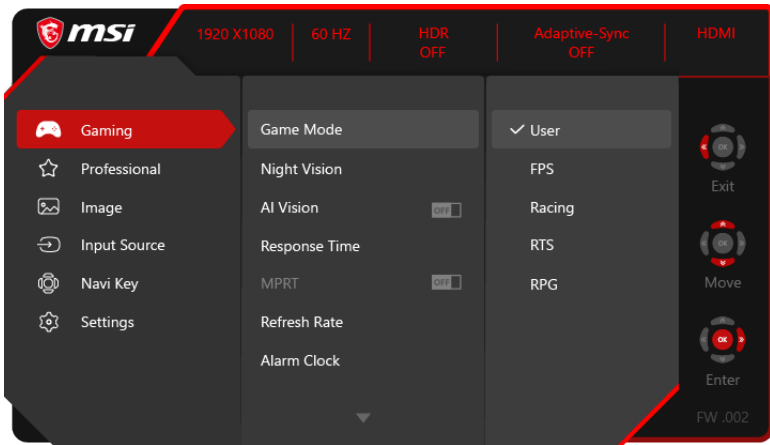 msi
1920 X1080
60 HZ
HDR
OFF
Adaptive-Sync
OFF
HDMI
Gaming
Professional
Image
Input Source
Navi Key
Settings
Game Mode
Night Vision
AI Vision OFF
Response Time
MPRT OFF
Refresh Rate
Alarm Clock
User
FPS
Racing
RTS
RPG
OK
Exit
OK
Move
OK
Enter
FW .002